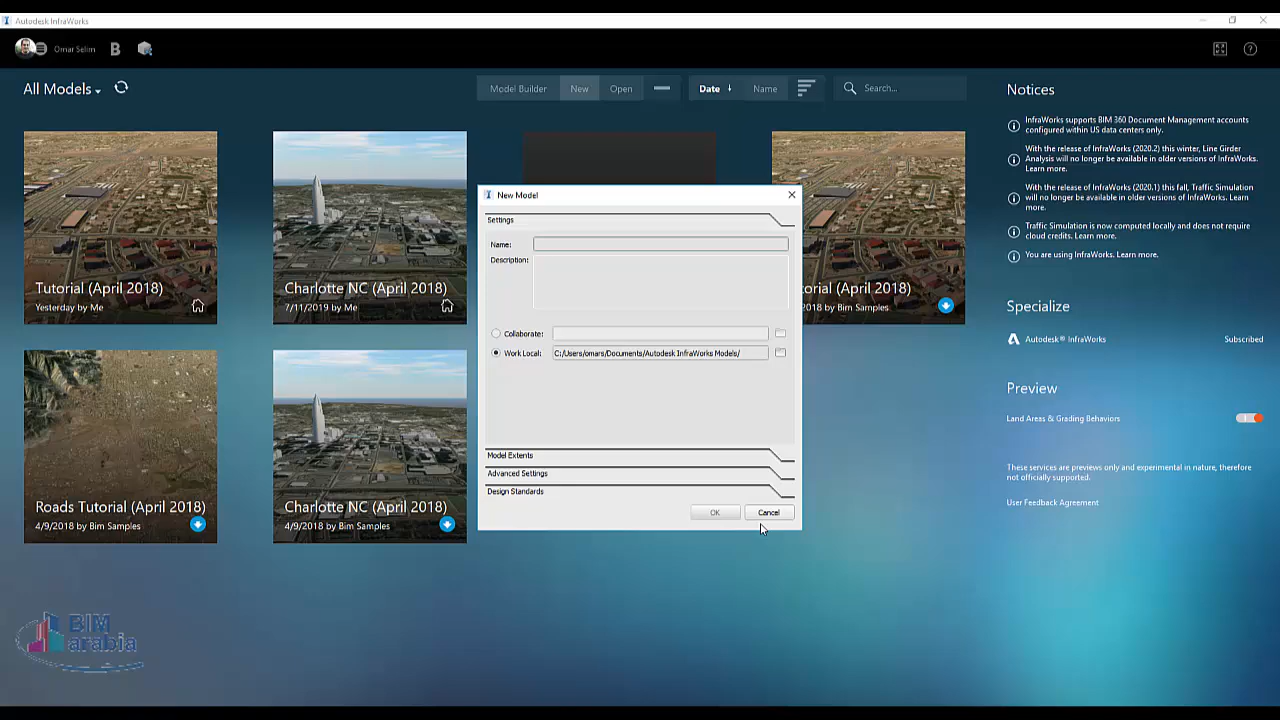 Autodesk InfraWorks
Omar Selim
All Models
Model Builder
New
Open
Date
Name
Search...
Tutorial (April 2018)
Yesterday by Me
Charlotte NC (April 2018)
7/11/2019 by Me
orial (April 2018)
018 by Bim Samples
Roads Tutorial (April 2018)
4/9/2018 by Bim Samples
Charlotte NC (April 2018)
4/9/2018 by Bim Samples
New Model
Settings
Name:
Description:
Collaborate:
Work Local:
C:/Users/omars/Documents/Autodesk InfraWorks Models/
Model Extents
Advanced Settings
Design Standards
OK
Cancel
Notices
InfraWorks supports BIM 360 Document Management accounts
configured within US data centers only.
With the release of InfraWorks (2020.2) this winter, Line Girder
Analysis will no longer be available in older versions of InfraWorks.
Learn more.
With the release of InfraWorks (2020.1) this fall, Traffic Simulation
will no longer be available in older versions of InfraWorks. Learn
more.
Traffic Simulation is now computed locally and does not require
cloud credits. Learn more.
You are using InfraWorks. Learn more.
Specialize
Autodesk® InfraWorks
Subscribed
Preview
Land Areas & Grading Behaviors
These services are previews only and experimental in nature, therefore
not officially supported.
User Feedback Agreement
BIM
arabia